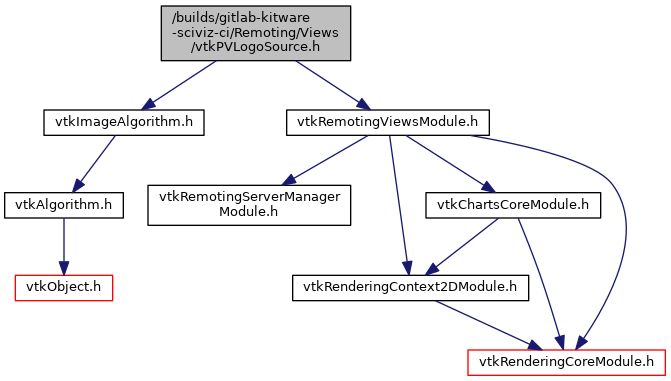 /builds/gitlab-kitware
-sciviz-ci/Remoting/Views
/vtkPVLogoSource.h
vtkImageAlgorithm.h
vtkRemotingViewsModule.h
vtkAlgorithm.h
vtkRemotingServerManager
Module.h
vtkChartsCoreModule.h
vtkObject.h
vtkRenderingContext2DModule.h
vtkRenderingCoreModule.h